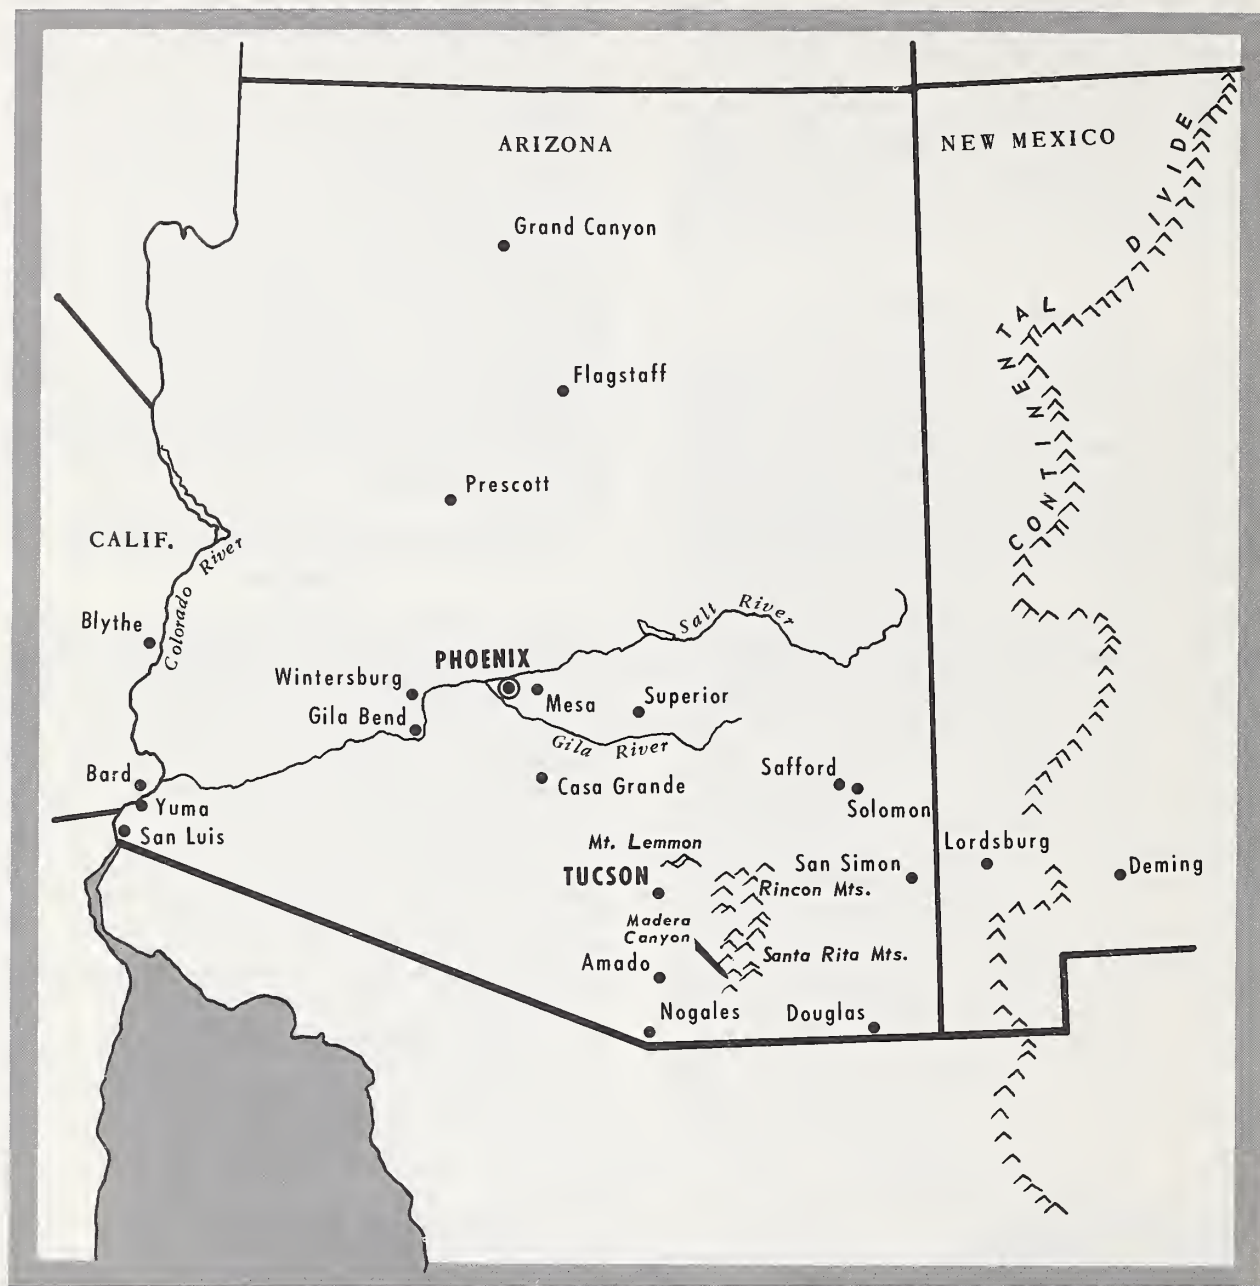 ARIZONA
NEW MEXICO
CONTINENTAL DIVIDE
Grand Canyon
Flagstaff
Prescott
CALIF.
Colorado River
Blythe
Salt River
PHOENIX
Wintersburg
Mesa
Superior
Gila Bend
Gila River
Bard
Casa Grande
Safford
Solomon
Yuma
San Luis
Mt. Lemmon
Lordsburg
TUCSON
San Simon
Deming
Rincon Mts.
Madera
Canyon
Santa Rita Mts.
Amado
Nogales
Douglas